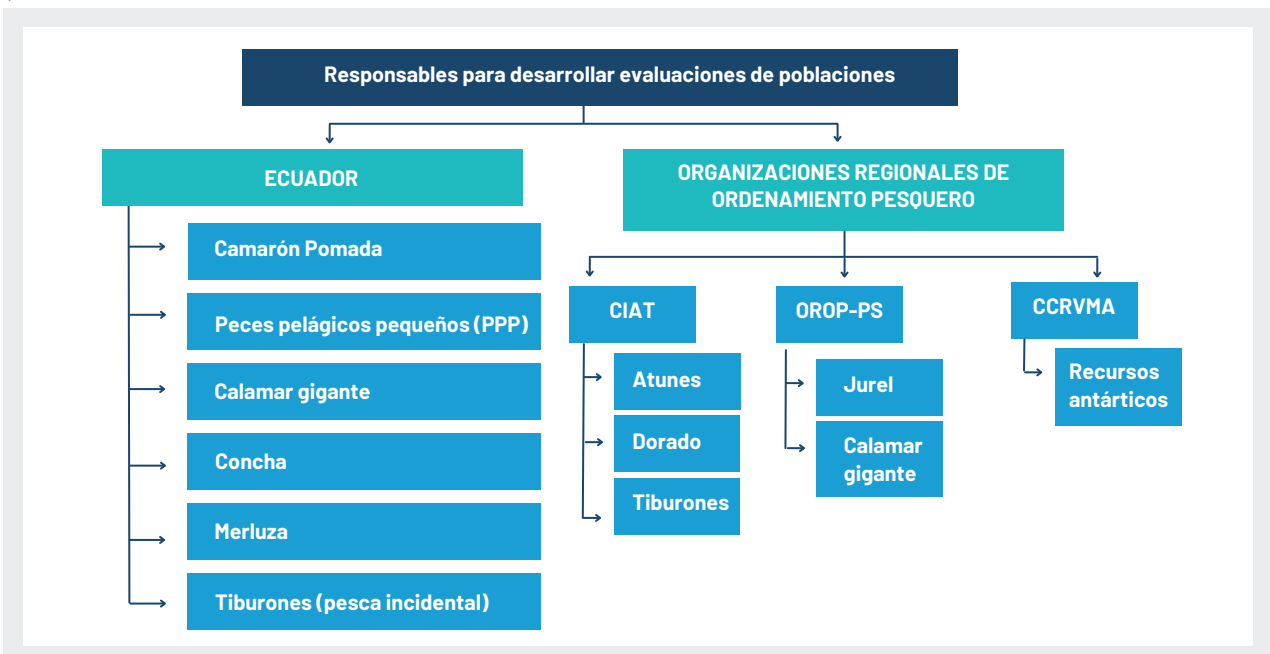 Responsables para desarrollar evaluaciones de poblaciones
ECUADOR
Camarón Pomada
Peces pelágicos pequeños (PPP)
Calamar gigante
Concha
Merluza
Tiburones (pesca incidental)
ORGANIZACIONES REGIONALES DE
ORDENAMIENTO PESQUERO
CIAT
Atunes
Dorado
Tiburones
OROP-PS
Jurel
Calamar
gigante
CCRVMA
Recursos
antárticos